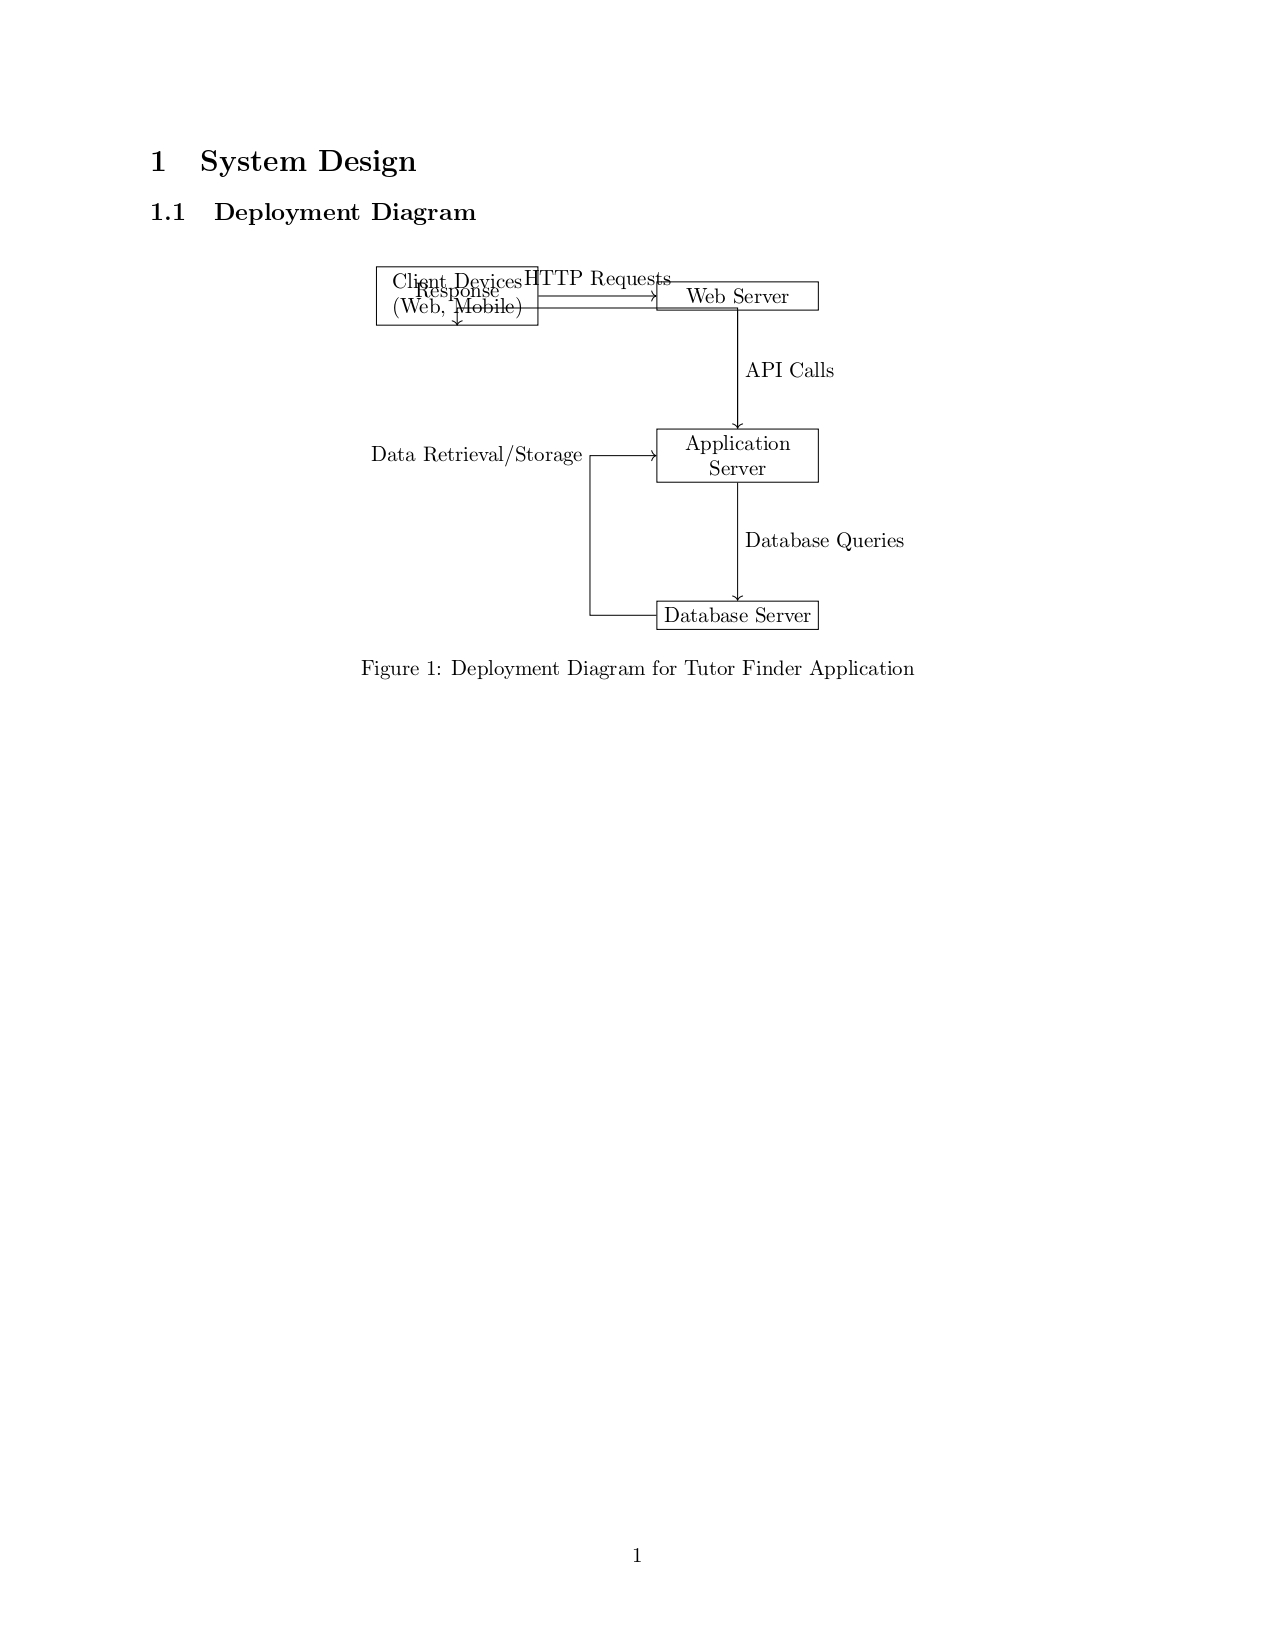 1 System Design
1.1 Deployment Diagram
Client Devices
(Web, Mobile)
Response
HTTP Requests
Web Server
API Calls
Data Retrieval/Storage
Application
Server
Database Queries
Database Server
Figure 1: Deployment Diagram for Tutor Finder Application
1